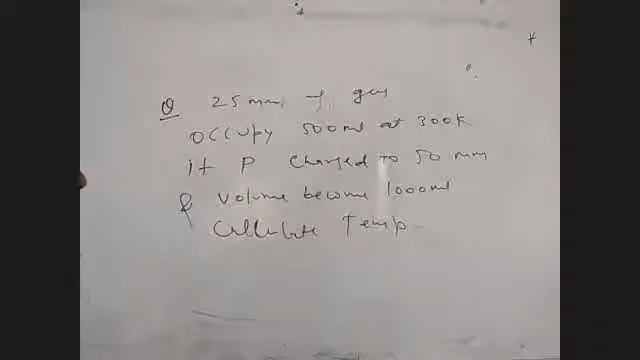 Q 25 mm of gas
occupy 500ml at 300K
if P changed to 50 mm
& volume become 1000ml
Calculate Temp